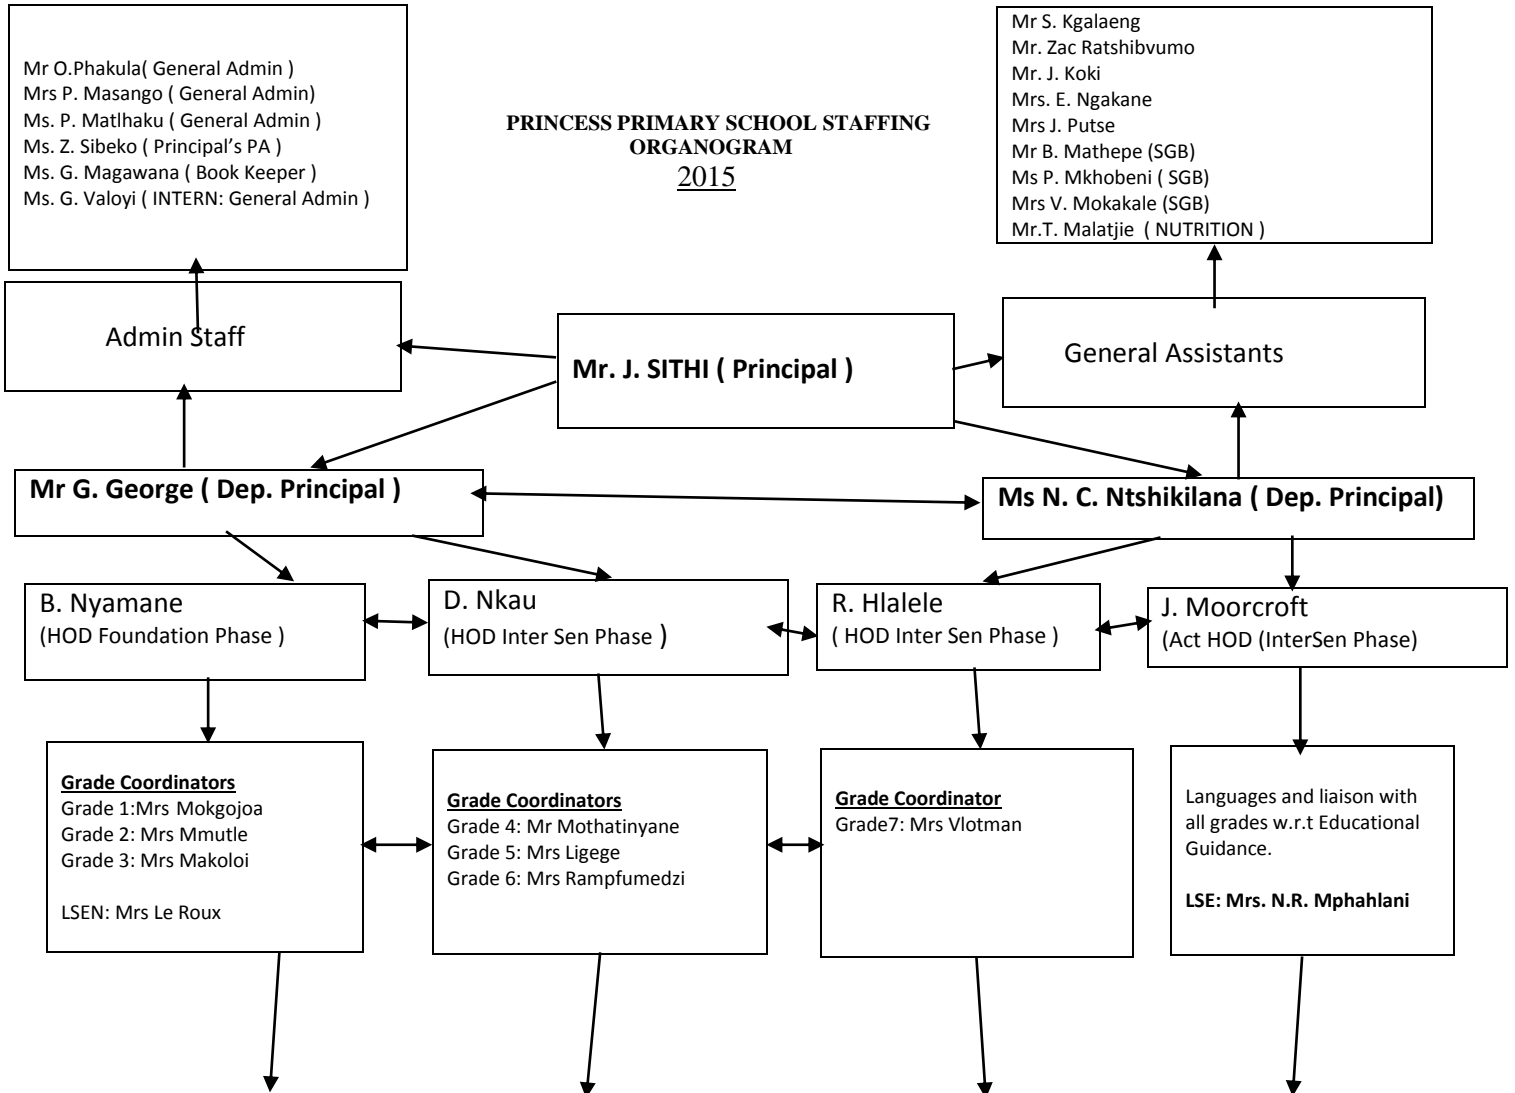 Mr O.Phakula( General Admin )
Mrs P. Masango ( General Admin)
Ms. P. Matlhaku ( General Admin )
Ms. Z. Sibeko ( Principal’s PA )
Ms. G. Magawana ( Book Keeper )
Ms. G. Valoyi ( INTERN: General Admin )
PRINCESS PRIMARY SCHOOL STAFFING
ORGANOGRAM
2015
Mr S. Kgalaeng
Mr. Zac Ratshibvumo
Mr. J. Koki
Mrs. E. Ngakane
Mrs J. Putse
Mr B. Mathepe (SGB)
Ms P. Mkhobeni ( SGB)
Mrs V. Mokakale (SGB)
Mr.T. Malatjie ( NUTRITION )
Admin Staff
Mr. J. SITHI ( Principal )
General Assistants
Mr G. George ( Dep. Principal )
Ms N. C. Ntshikilana ( Dep. Principal)
B. Nyamane
(HOD Foundation Phase )
D. Nkau
(HOD Inter Sen Phase )
R. Hlalele
( HOD Inter Sen Phase )
J. Moorcroft
(Act HOD (InterSen Phase)
Grade Coordinators
Grade 1:Mrs Mokgojoa
Grade 2: Mrs Mmutle
Grade 3: Mrs Makoloi
LSEN: Mrs Le Roux
Grade Coordinators
Grade 4: Mr Mothatinyane
Grade 5: Mrs Ligege
Grade 6: Mrs Rampfumedzi
Grade Coordinator
Grade7: Mrs Vlotman
Languages and liaison with
all grades w.r.t Educational
Guidance.
LSE: Mrs. N.R. Mphahlani